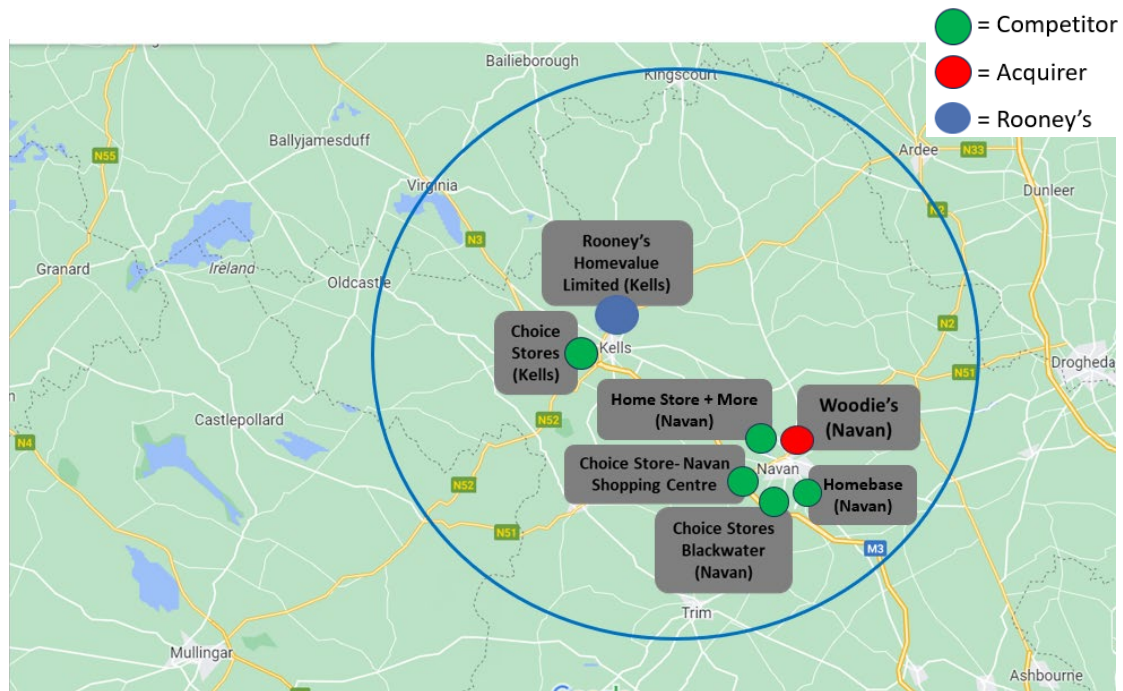 = Competitor
= Acquirer
= Rooney's
Bailieborough
Kingscourt
Ballyjamesduff
Ardee
N33
N55
Dunleer
Virginia
N2
N3
Rooney's
Homevalue
Limited (Kells)
Granard
Ireland
Oldcastle
Choice
Stores
(Kells)
Kells
N2
Drogheda
N51
Home Store + More
(Navan)
Woodie's
(Navan)
Castlepollard
N52
N4
Choice Store- Navan
Shopping Centre
Navan
Homebase
(Navan)
N52
N51
Choice Stores
Blackwater
(Navan)
M3
Trim
Mullingar
Ashbourne